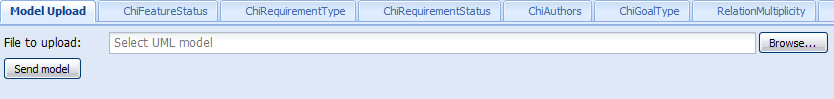 Model Upload ChiFeatureStatus ChiRequirementType ChiRequirementStatus ChiAuthors ChiGoalType RelationMultiplicity
File to upload: Select UML model Browse...
Send model